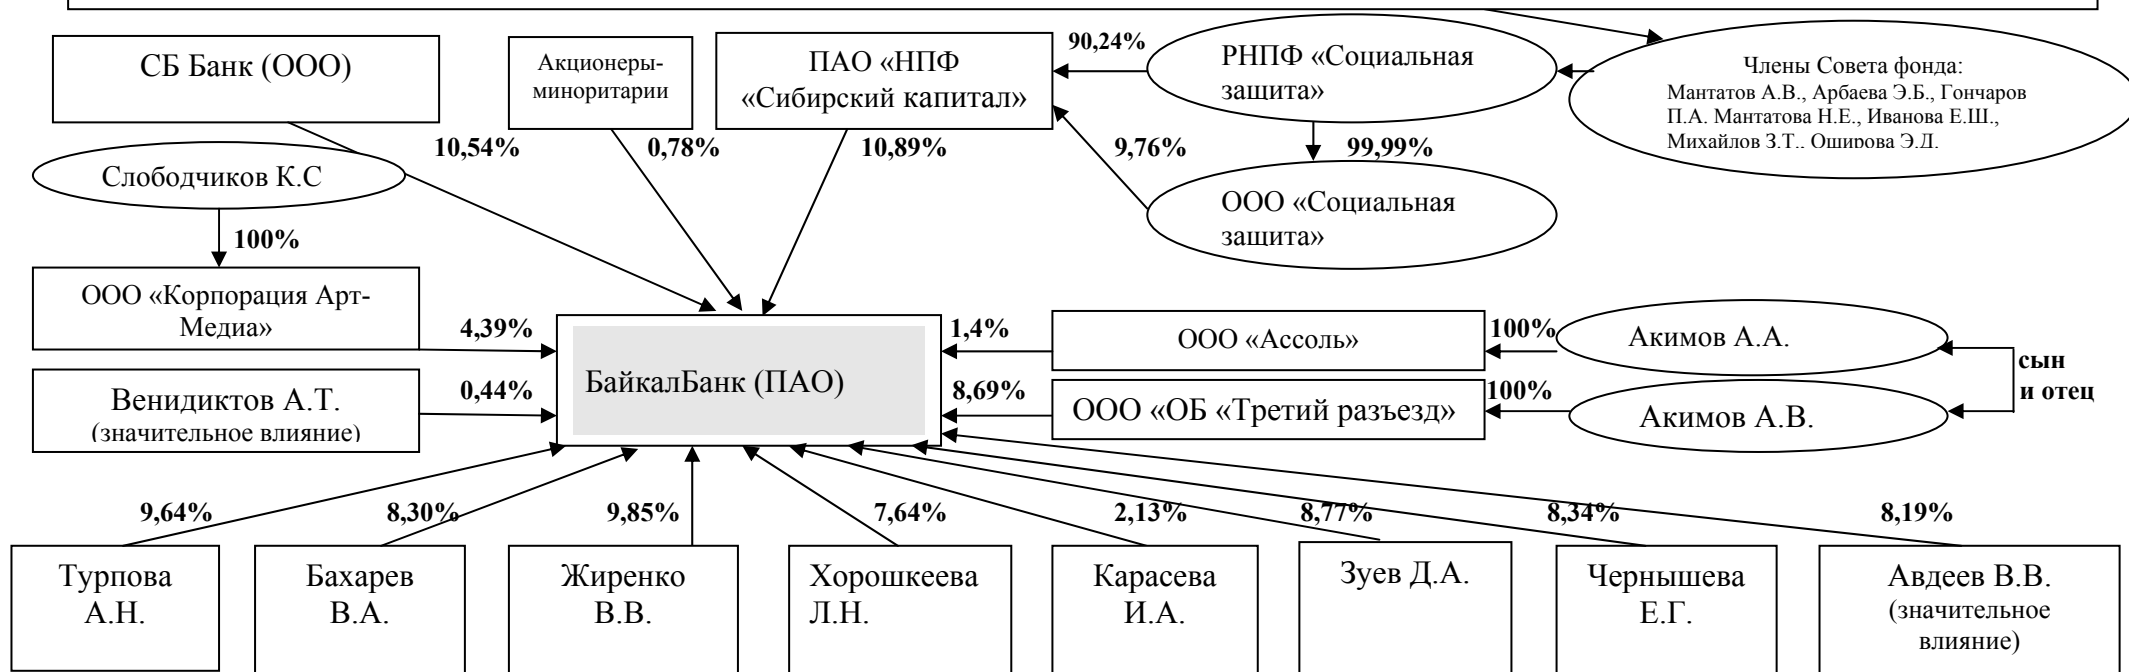 СБ Банк (ООО)
Акционеры-
миноритарии
ПАО «НПФ
«Сибирский капитал»
90,24%
РНПФ «Социальная
защита»
Члены Совета фонда:
Мантатов А.В., Арбаева Э.Б., Гончаров
П.А. Мантатова Н.Е., Иванова Е.Ш.,
Михайлов З.Т., Оширова Э.Д.
10,54%
0,78%
10,89%
9,76%
99,99%
Слободчиков К.С
ООО «Социальная
защита»
100%
ООО «Корпорация Арт-
Медиа»
4,39%
1,4%
ООО «Ассоль»
100%
Акимов А.А.
сын
и отец
БайкалБанк (ПАО)
Венидиктов А.Т.
(значительное влияние)
0,44%
8,69%
ООО «ОБ «Третий разъезд»
100%
Акимов А.В.
9,64%
8,30%
9,85%
7,64%
2,13%
8,77%
8,34%
8,19%
Турпова
А.Н.
Бахарев
В.А.
Жиренко
В.В.
Хорошкеева
Л.Н.
Карасева
И.А.
Зуев Д.А.
Чернышева
Е.Г.
Авдеев В.В.
(значительное
влияние)